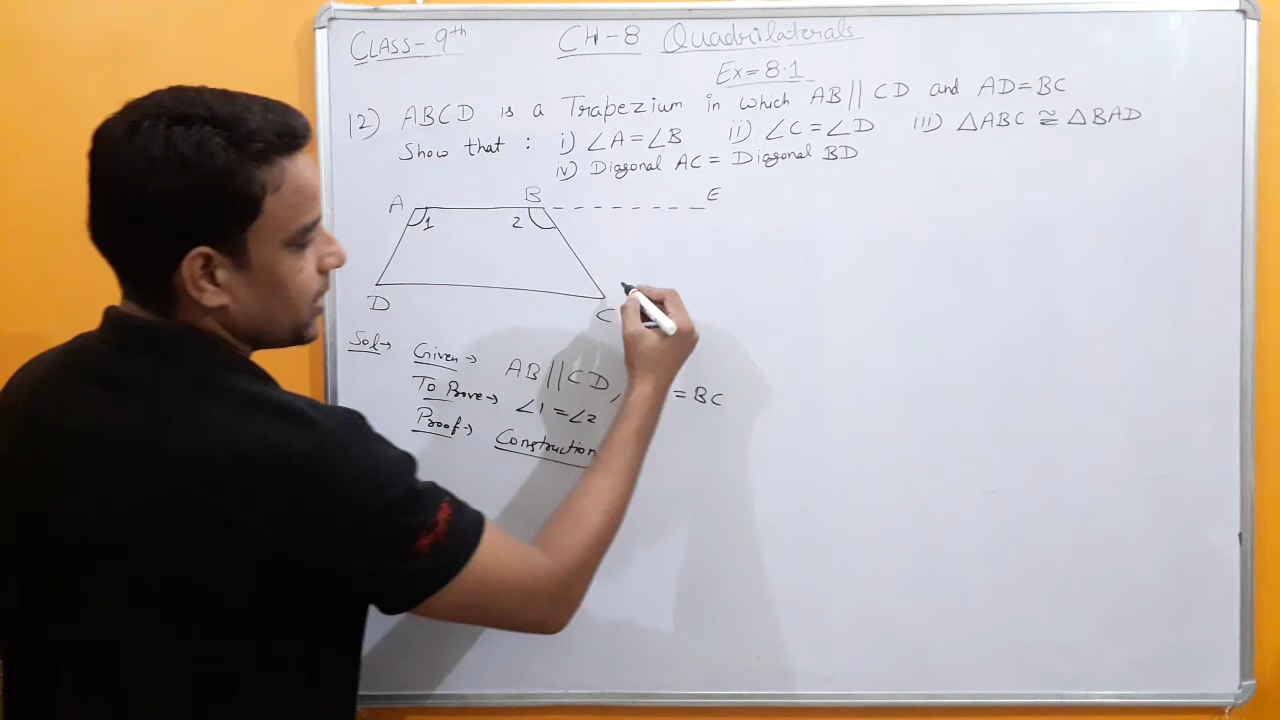 CLASS-9th CH-8 Quadrilaterals
Ex=8.1
12) ABCD is a Trapezium in which AB||CD and AD=BC
Show that : i) ∠A=∠B ii) ∠C=∠D iii) △ABC ≅ △BAD
iv) Diagonal AC = Diagonal BD
A B E
1 2
D C
Sol→ Given→ AB||CD, = BC
To Prove→ ∠1=∠2
Proof→ Construction